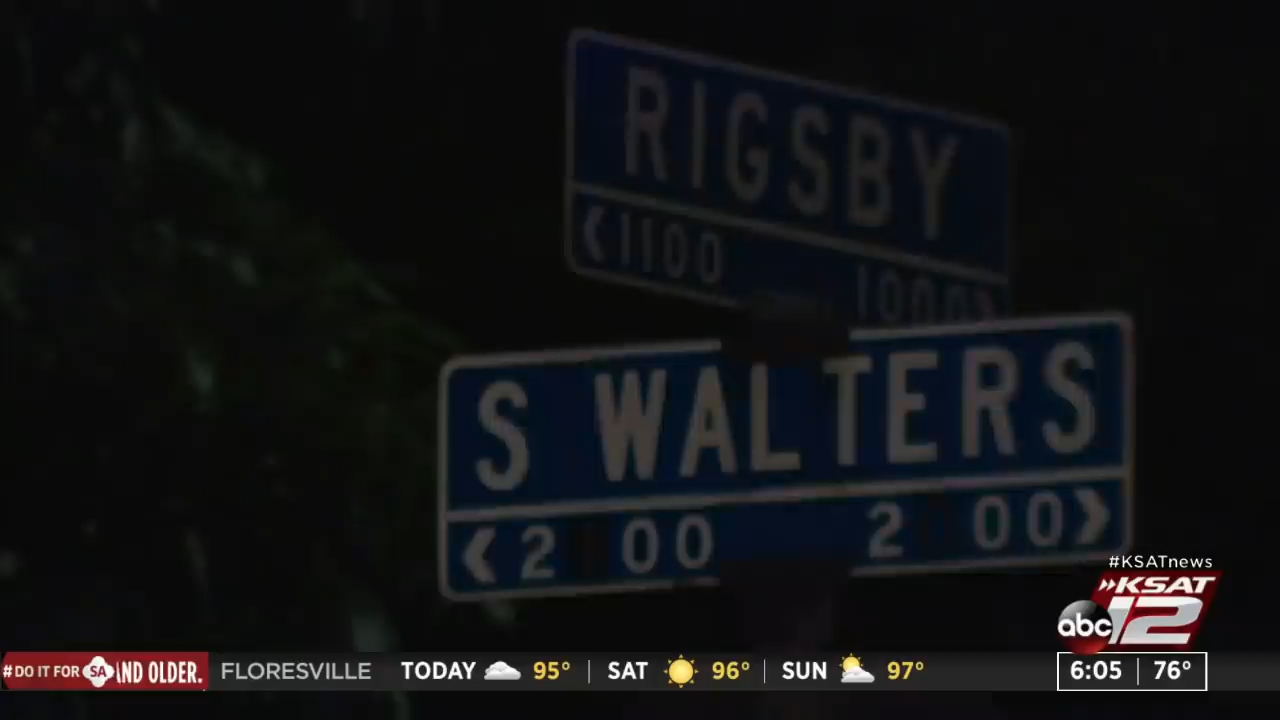 RIGSBY
<1100 1000>
S WALTERS
<2 00 2 00>
#KSATnews
KSAT
abc 12
#DO IT FOR SA AND OLDER. FLORESVILLE TODAY 95° SAT 96° SUN 97° 6:05 76°